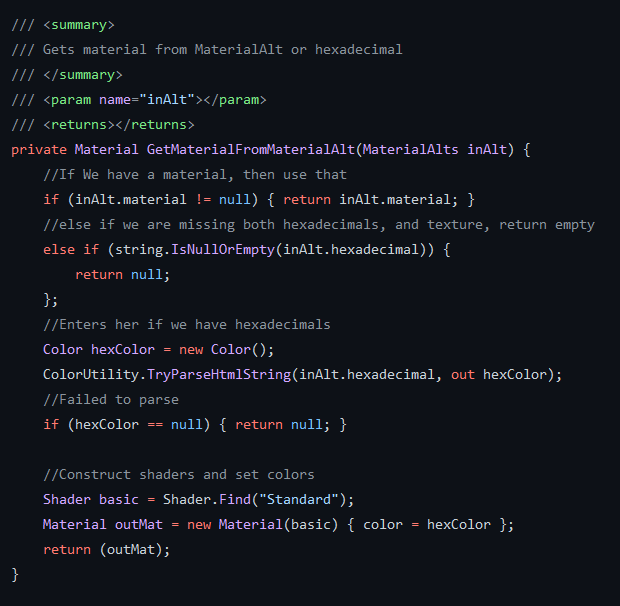 /// <summary>
/// Gets material from MaterialAlt or hexadecimal
/// </summary>
/// <param name="inAlt"></param>
/// <returns></returns>
private Material GetMaterialFromMaterialAlt(MaterialAlts inAlt) {
    //If We have a material, then use that
    if (inAlt.material != null) { return inAlt.material; }
    //else if we are missing both hexadecimals, and texture, return empty
    else if (string.IsNullOrEmpty(inAlt.hexadecimal)) {
        return null;
    };
    //Enters her if we have hexadecimals
    Color hexColor = new Color();
    ColorUtility.TryParseHtmlString(inAlt.hexadecimal, out hexColor);
    //Failed to parse
    if (hexColor == null) { return null; }

    //Construct shaders and set colors
    Shader basic = Shader.Find("Standard");
    Material outMat = new Material(basic) { color = hexColor };
    return (outMat);
}